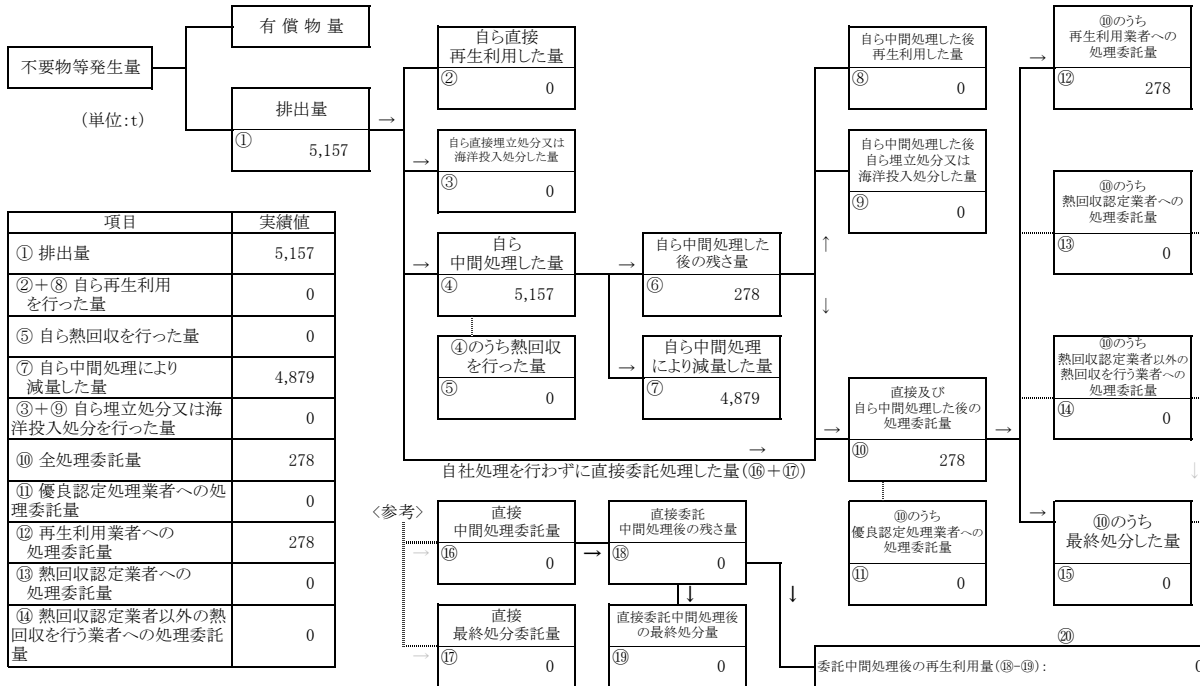 不要物等発生量
(単位:t)
有 償 物 量
排出量
① 5,157
→
自ら直接
再生利用した量
② 0
→
自ら直接埋立処分又は
海洋投入処分した量
③ 0
→
自ら
中間処理した量
④ 5,157
④のうち熱回収
を行った量
⑤ 0
→
自ら中間処理した
後の残さ量
⑥ 278
→
自ら中間処理
により減量した量
⑦ 4,879
自ら中間処理した後
再生利用した量
⑧ 0
自ら中間処理した後
自ら埋立処分又は
海洋投入処分した量
⑨ 0
↑
↓
→
自社処理を行わずに直接委託処理した量(⑯+⑰)
→
直接及び
自ら中間処理した後の
処理委託量
⑩ 278
→
⑩のうち
優良認定処理業者への
処理委託量
⑪ 0
→
⑩のうち
再生利用業者への
処理委託量
⑫ 278
⑩のうち
熱回収認定業者への
処理委託量
⑬ 0
⑩のうち
熱回収認定業者以外の
熱回収を行う業者への
処理委託量
⑭ 0
↓
→
⑩のうち
最終処分した量
⑮ 0
項目 実績値
① 排出量 5,157
②+⑧ 自ら再生利用
を行った量 0
⑤ 自ら熱回収を行った量 0
⑦ 自ら中間処理により
減量した量 4,879
③+⑨ 自ら埋立処分又は海
洋投入処分を行った量 0
⑩ 全処理委託量 278
⑪ 優良認定処理業者への処
理委託量 0
⑫ 再生利用業者への
処理委託量 278
⑬ 熱回収認定業者への
処理委託量 0
⑭ 熱回収認定業者以外の熱
回収を行う業者への処理委託
量 0
<参考>
→
直接
中間処理委託量
⑯ 0
→
直接委託
中間処理後の残さ量
⑱ 0
→
直接
最終処分委託量
⑰ 0
↓
直接委託中間処理後
の最終処分量
⑲ 0
↓
⑳
委託中間処理後の再生利用量(⑱-⑲): 0